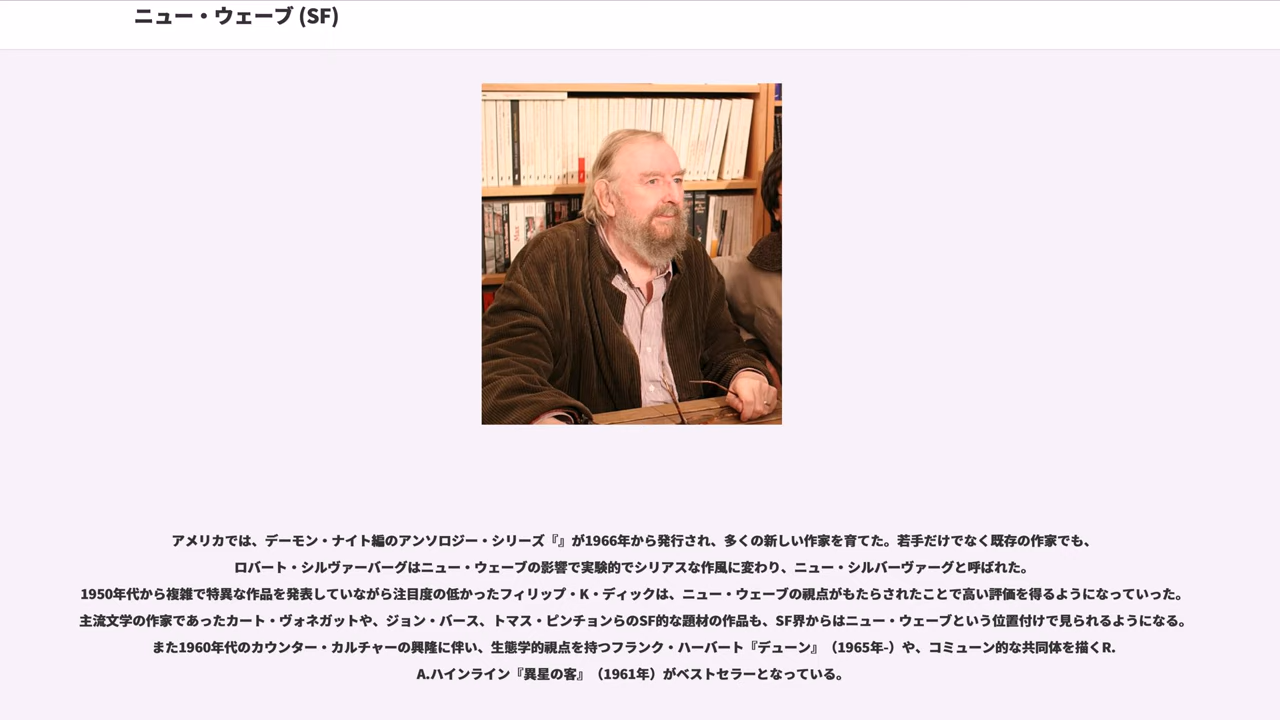 ニュー・ウェーブ (SF)
アメリカでは、デーモン・ナイト編のアンソロジー・シリーズ『』が1966年から発行され、多くの新しい作家を育てた。若手だけでなく既存の作家でも、
ロバート・シルヴァーバーグはニュー・ウェーブの影響で実験的でシリアスな作風に変わり、ニュー・シルバーヴァーグと呼ばれた。
1950年代から複雑で特異な作品を発表していながら注目度の低かったフィリップ・K・ディックは、ニュー・ウェーブの視点がもたらされたことで高い評価を得るようになっていった。
主流文学の作家であったカート・ヴォネガットや、ジョン・バース、トマス・ピンチョンらのSF的な題材の作品も、SF界からはニュー・ウェーブという位置付けで見られるようになる。
また1960年代のカウンター・カルチャーの興隆に伴い、生態学的視点を持つフランク・ハーバート『デューン』（1965年-）や、コミューン的な共同体を描くR.
A.ハインライン『異星の客』（1961年）がベストセラーとなっている。